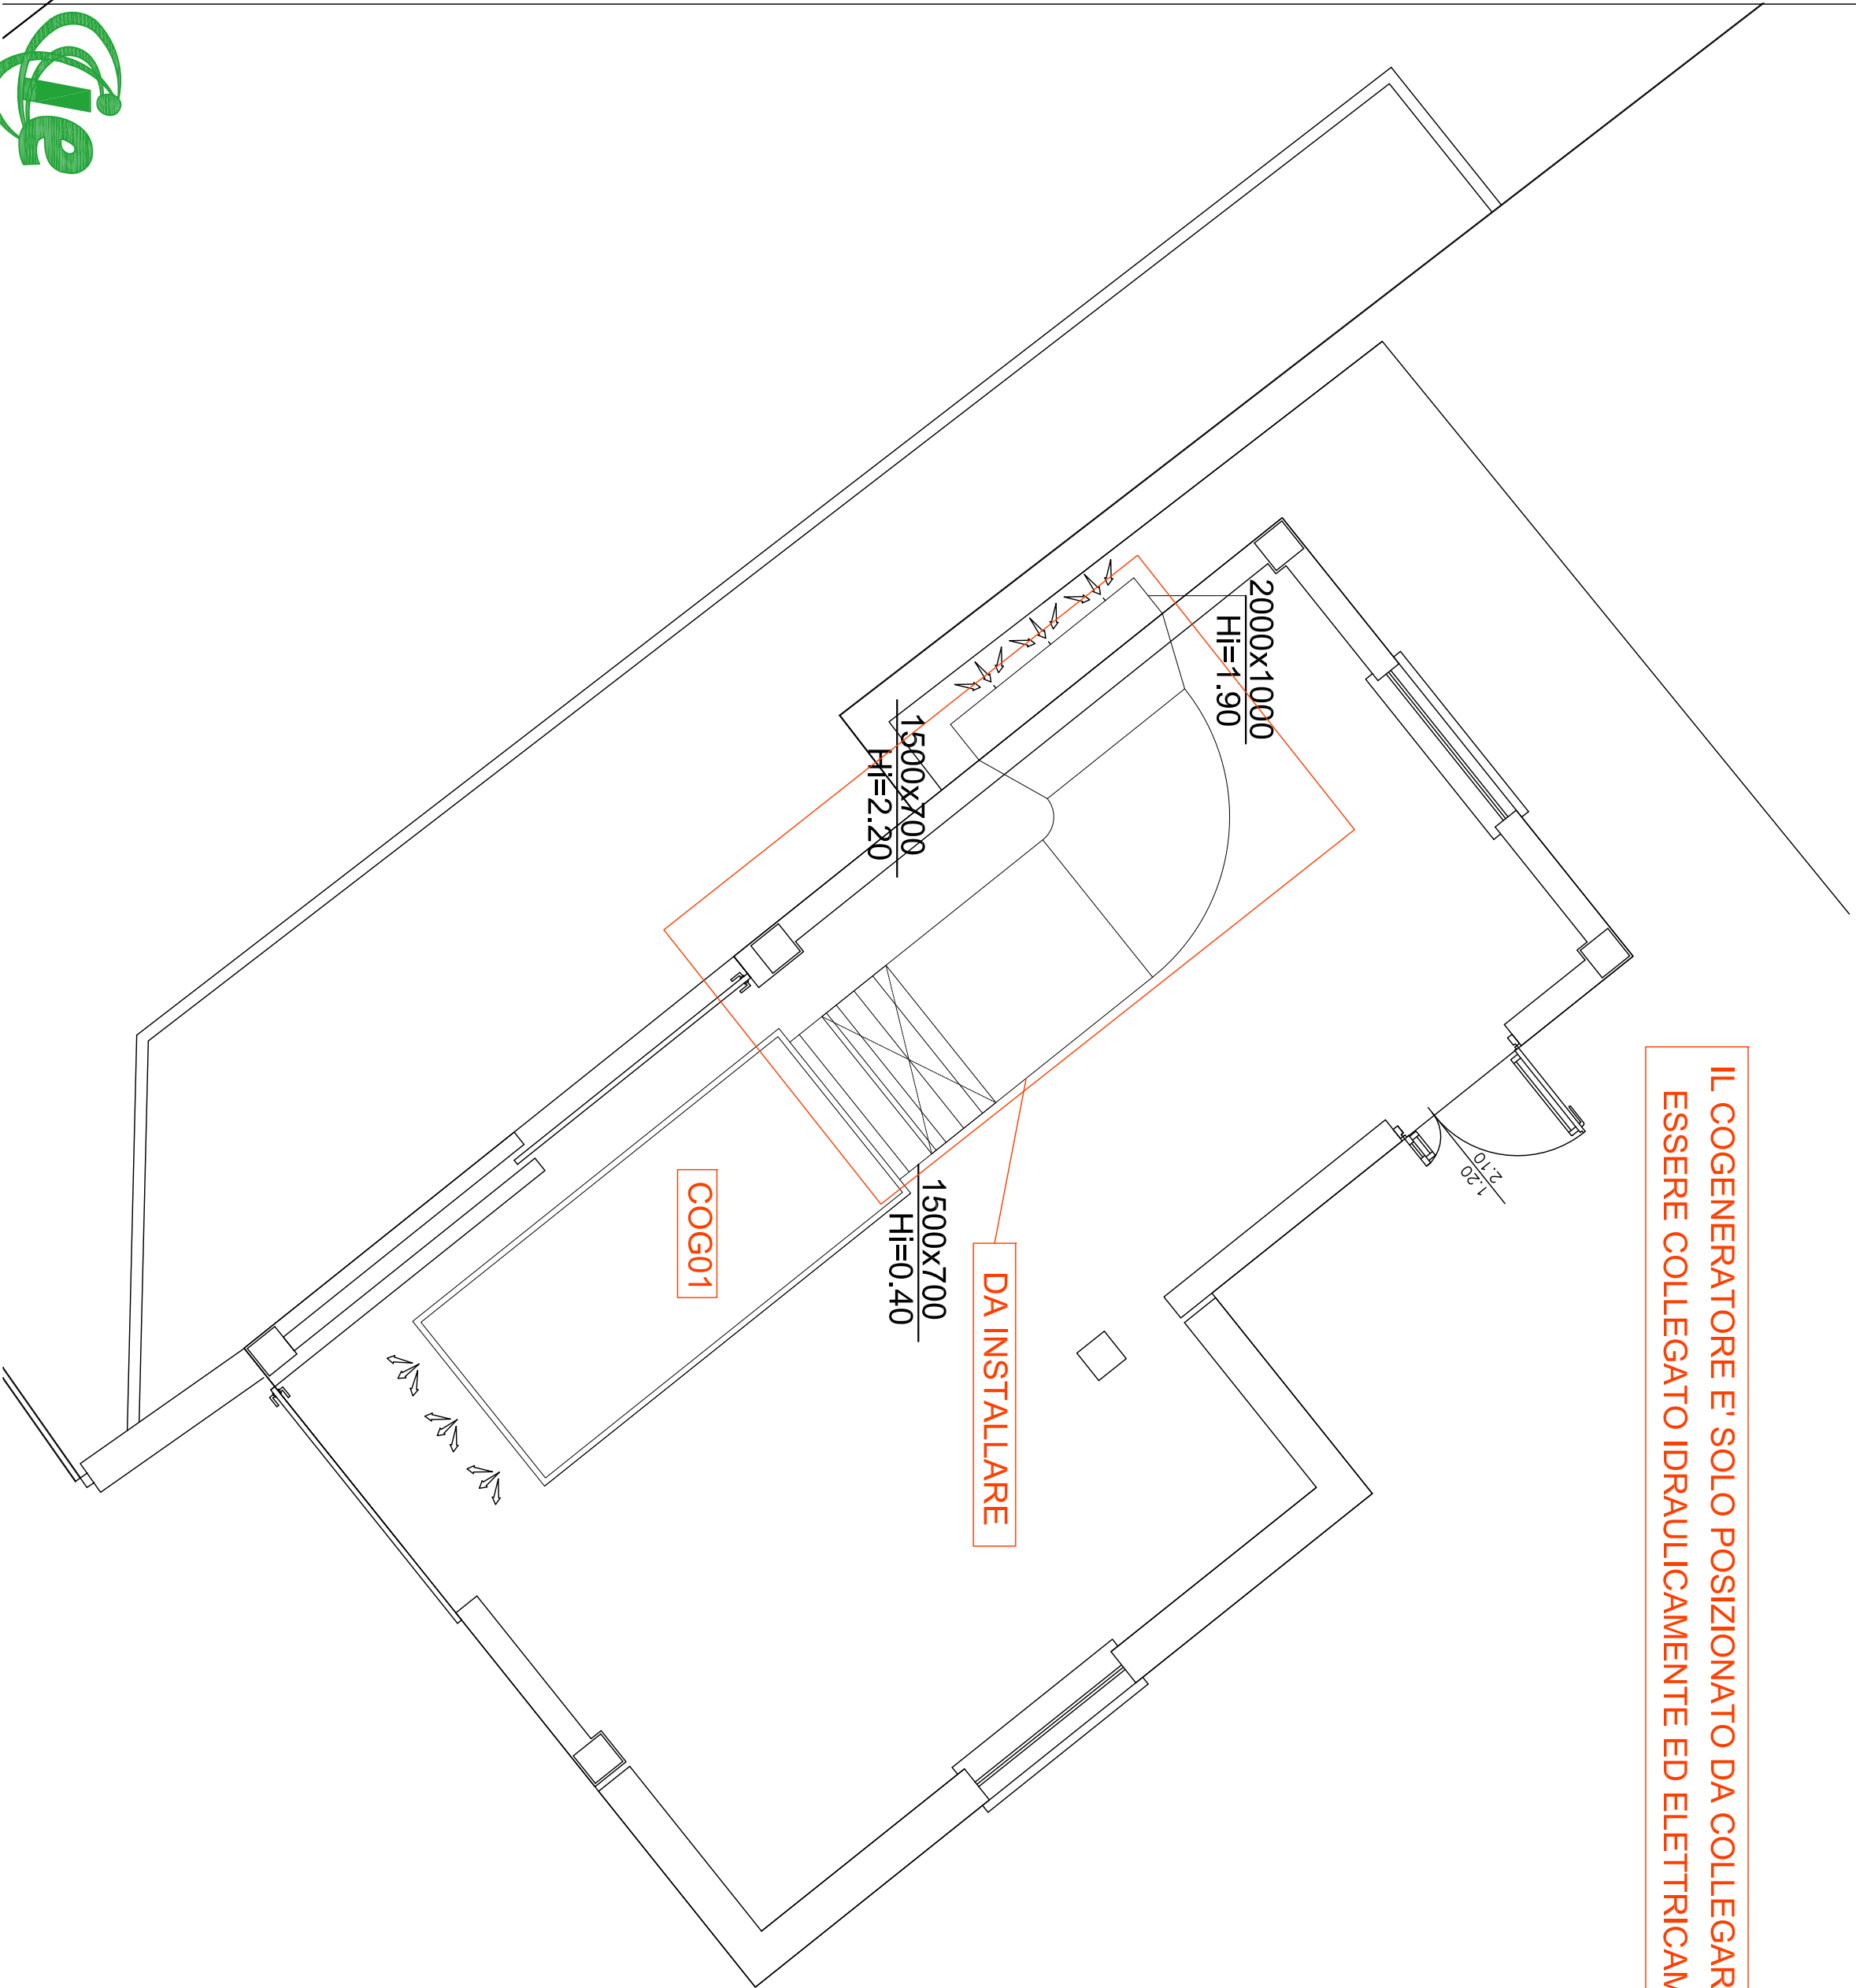 IL COGENERATORE E' SOLO POSIZIONATO DA COLLEGAR
ESSERE COLLEGATO IDRAULICAMENTE ED ELETTRICAM
1.20
2.10
2000x1000
Hi=1.90
1500x700
Hi=2.20
1500x700
Hi=0.40
DA INSTALLARE
COG01
le